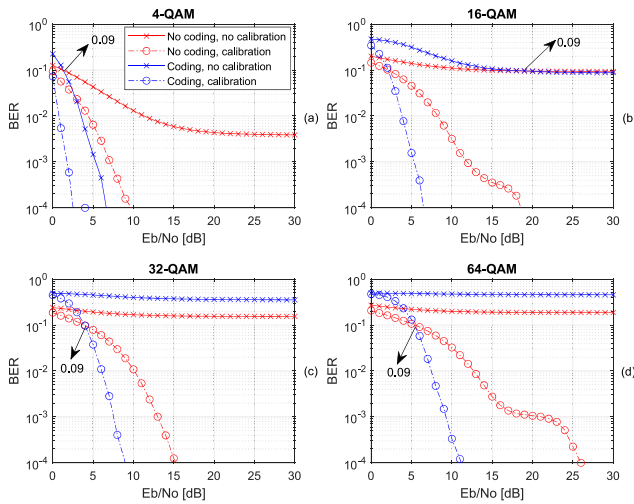 4-QAM
10^0
10^-1
10^-2
10^-3
10^-4
BER
0.09
No coding, no calibration
No coding, calibration
Coding, no calibration
Coding, calibration
(a)
0 5 10 15 20 25 30
Eb/No [dB]
16-QAM
10^0
10^-1
10^-2
10^-3
10^-4
BER
0.09
(b)
0 5 10 15 20 25 30
Eb/No [dB]
32-QAM
10^0
10^-1
10^-2
10^-3
10^-4
BER
0.09
(c)
0 5 10 15 20 25 30
Eb/No [dB]
64-QAM
10^0
10^-1
10^-2
10^-3
10^-4
BER
0.09
(d)
0 5 10 15 20 25 30
Eb/No [dB]